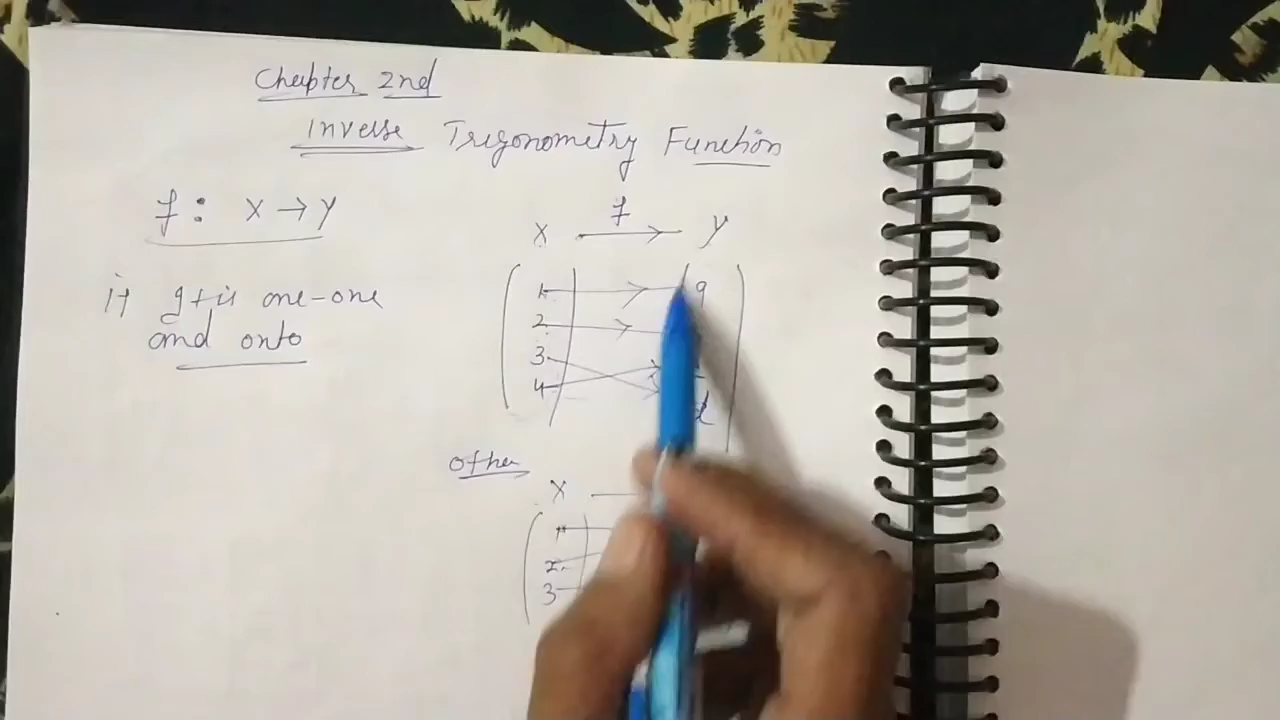 Chapter 2nd
Inverse Trigonometry Function
f : X → Y
X f → Y
1 a
2
3
4 d
if It is one-one
and onto
Other
X
1
2
3